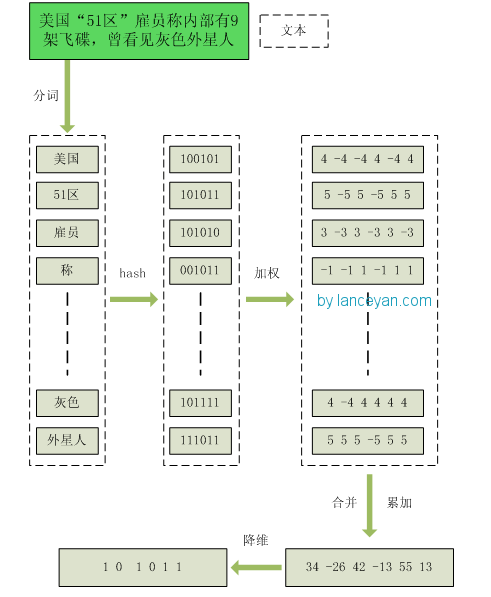 美国“51区”雇员称内部有9
架飞碟，曾看见灰色外星人
文本
分词
美国
100101
4 -4 -4 4 -4 4
51区
101011
5 -5 5 -5 5 5
雇员
101010
3 -3 3 -3 3 -3
称
001011
-1 -1 1 -1 1 1
hash
加权
by lanceyan.com
灰色
101111
4 -4 4 4 4 4
外星人
111011
5 5 5 -5 5 5
合并
累加
降维
1 0 1 0 1 1
34 -26 42 -13 55 13